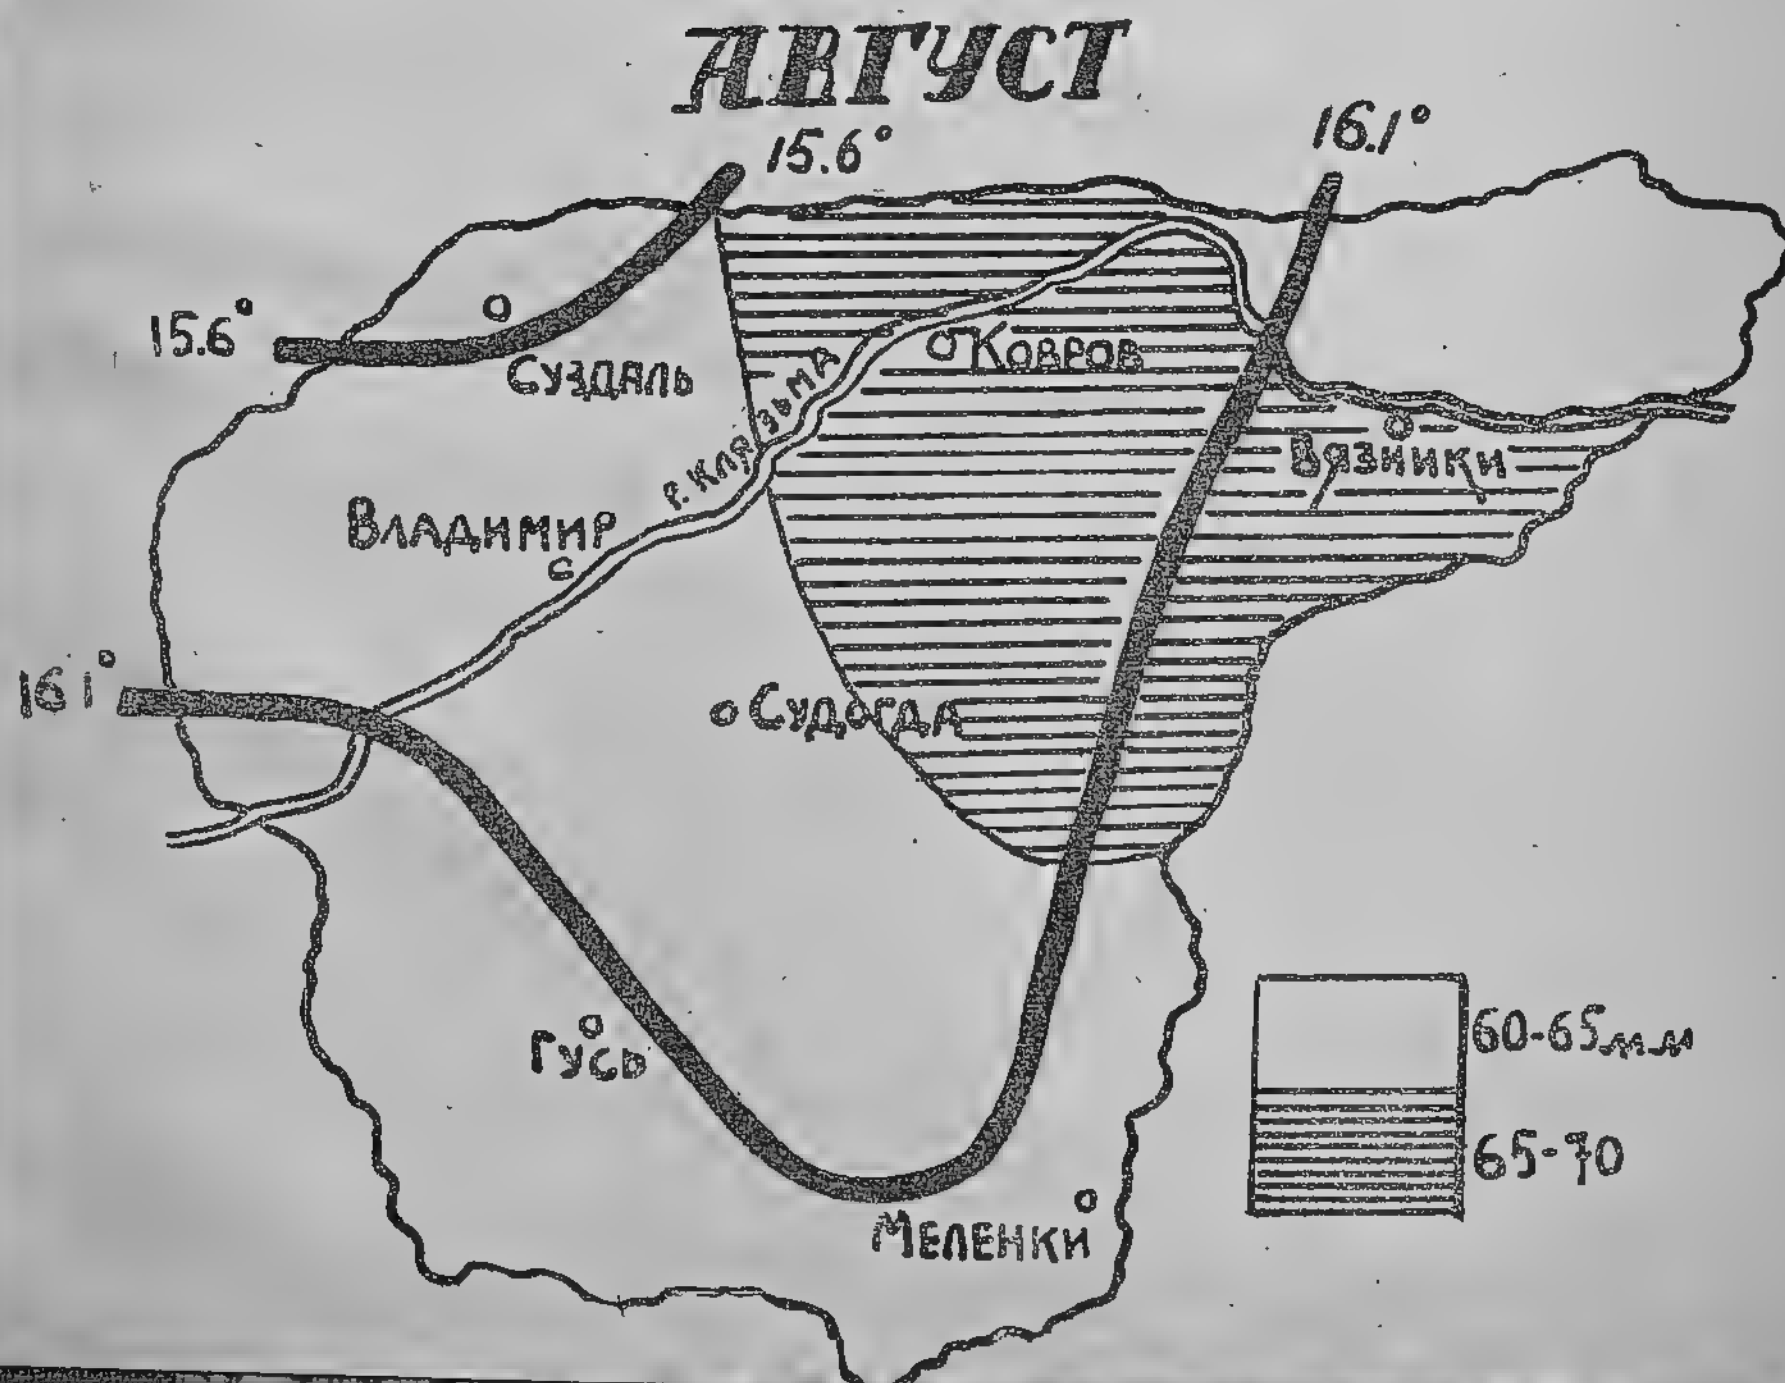 АВГУСТ
15.6°
16.1°
15.6°
Суздаль
Ковров
р. Клязьма
Вязники
Владимир
16 1°
Судогда
60-65мм
Гусь
65-70
Меленки